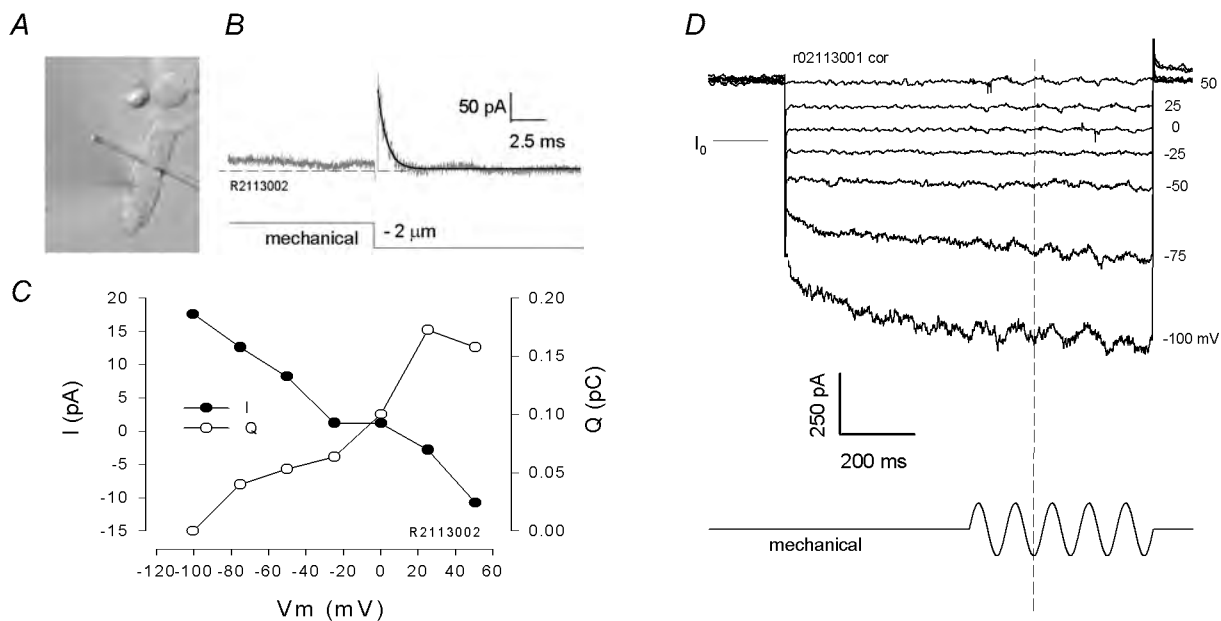 A
B
50 pA
2.5 ms
R2113002
mechanical
- 2 μm
C
I (pA)
20
15
10
5
0
-5
-10
-15
I
Q
R2113002
0.20
0.15
0.10
0.05
0.00
Q (pC)
-120 -100 -80 -60 -40 -20 0 20 40 60
Vm (mV)
D
r02113001 cor
50
25
0
-25
-50
-75
-100 mV
I₀
250 pA
200 ms
mechanical